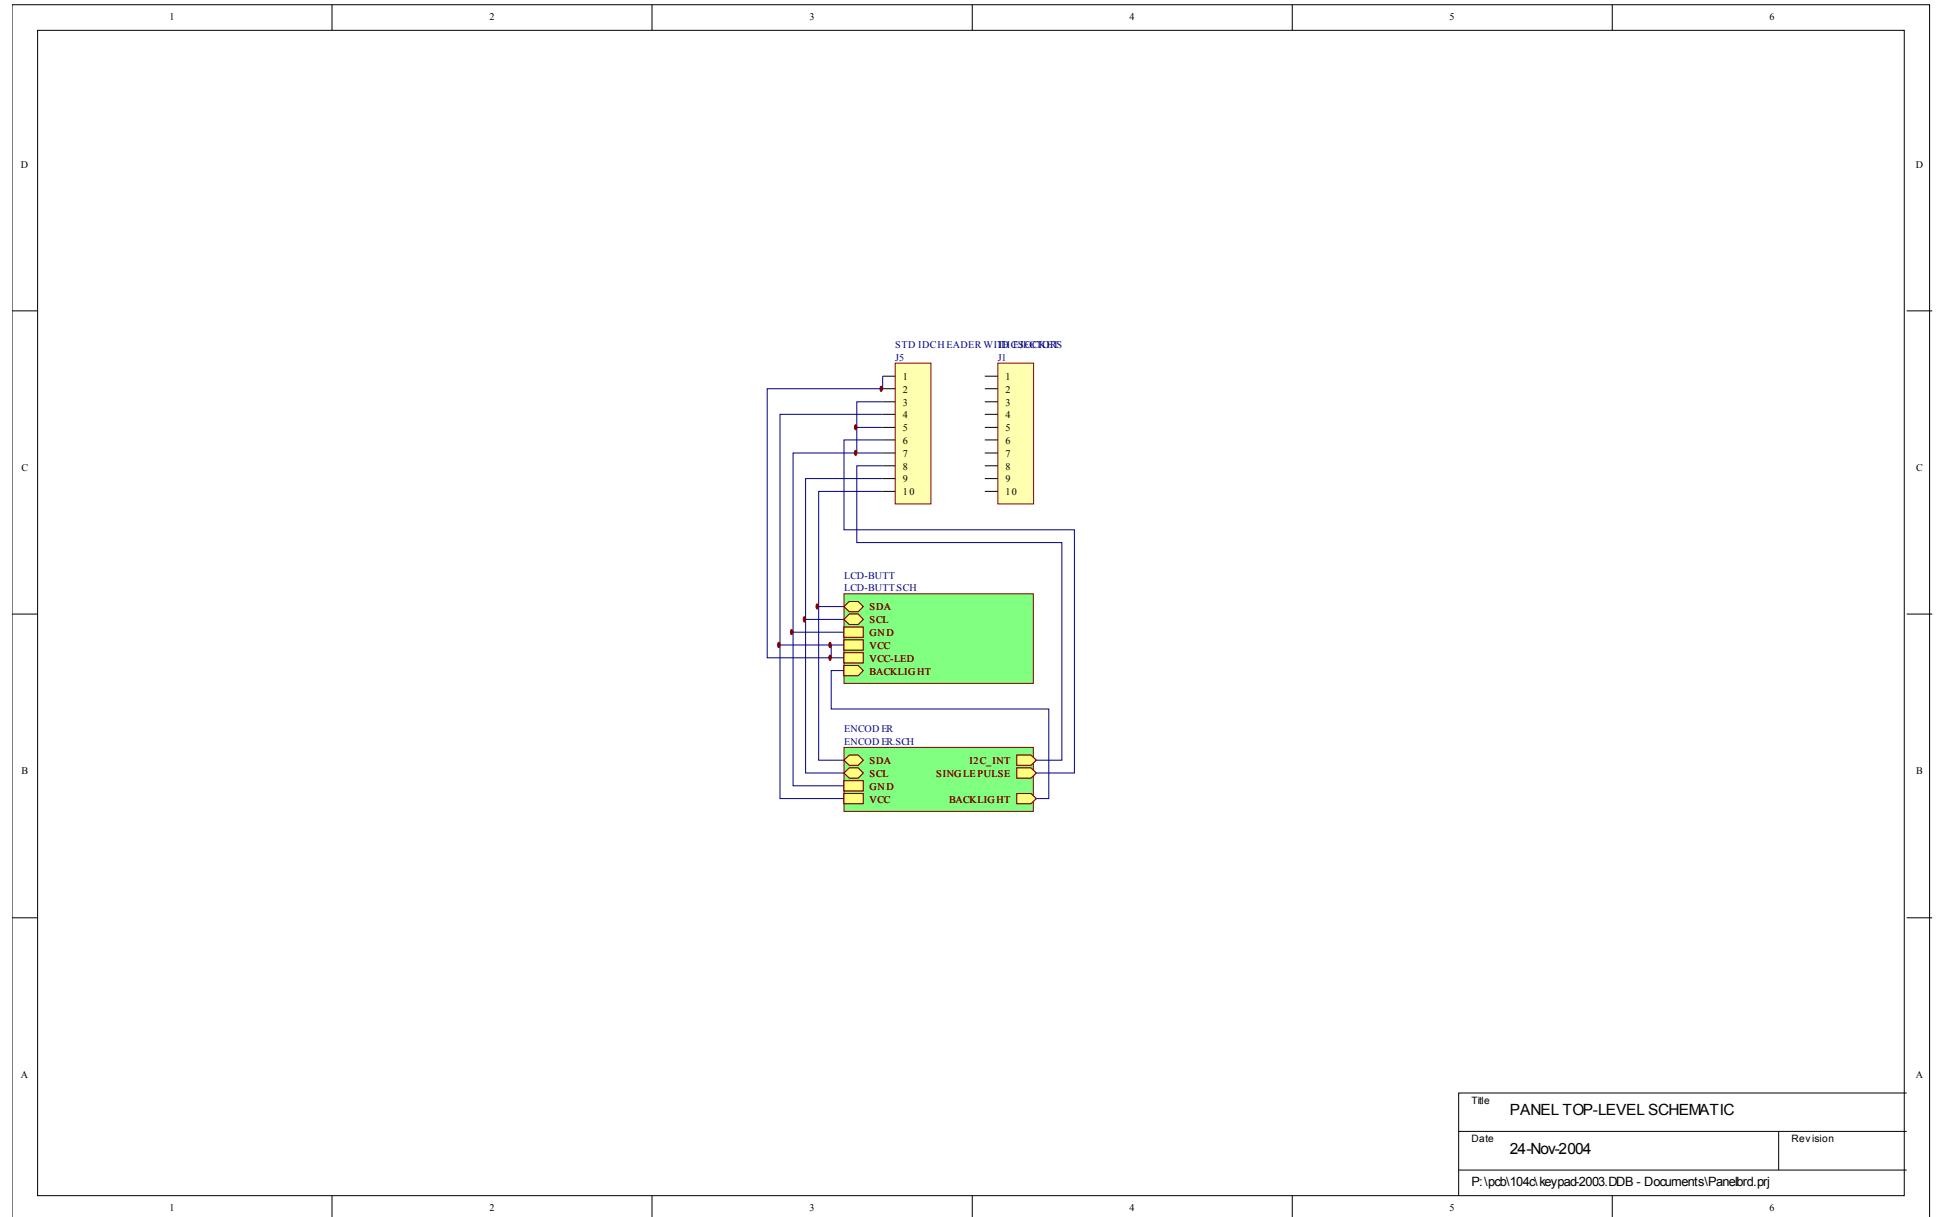 1 2 3 4 5 6
D D
STD IDC HEADER WITH
J5 J1
1 1
2 2
3 3
4 4
5 5
6 6
7 7
8 8
9 9
10 10
C C
LCD-BUTT
LCD-BUTT.SCH
SDA
SCL
GND
VCC
VCC-LED
BACKLIGHT
ENCODER
ENCODER.SCH
SDA I2C_INT
SCL SINGLEPULSE
GND
VCC BACKLIGHT
B B
A A
Title PANEL TOP-LEVEL SCHEMATIC
Date 24-Nov-2004 Revision
P:\pcb\104c\keypad-2003.DDB - Documents\Panelbrd.prj
1 2 3 4 5 6